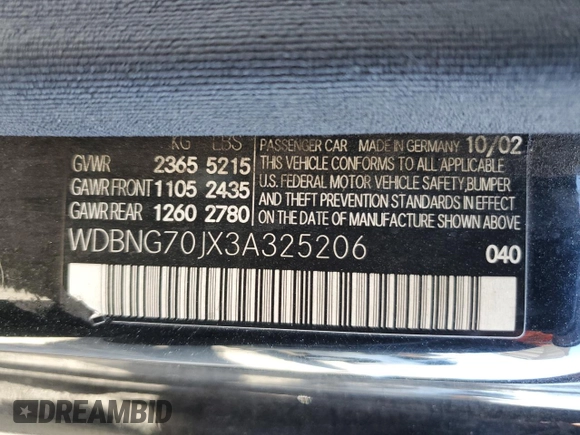 KG LBS
GVWR 2365 5215
GAWR FRONT 1105 2435
GAWR REAR 1260 2780
PASSENGER CAR MADE IN GERMANY 10/02
THIS VEHICLE CONFORMS TO ALL APPLICABLE
U.S. FEDERAL MOTOR VEHICLE SAFETY, BUMPER
AND THEFT PREVENTION STANDARDS IN EFFECT
ON THE DATE OF MANUFACTURE SHOWN ABOVE.
WDBNG70JX3A325206 040
DREAMBID